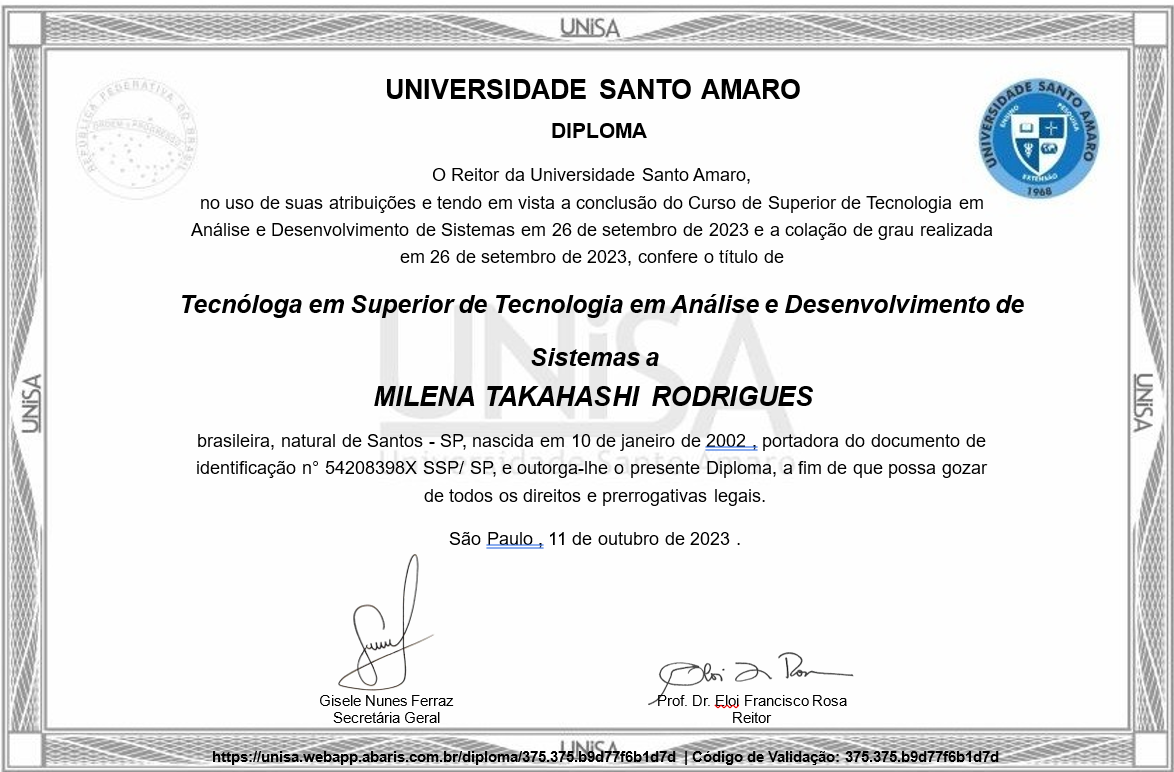 UNiSA
REPÚBLICA FEDERATIVA DO BRASIL
ORDEM E PROGRESSO
UNIVERSIDADE SANTO AMARO
ENSINO
PESQUISA
EXTENSÃO
1968
UNIVERSIDADE SANTO AMARO
DIPLOMA
O Reitor da Universidade Santo Amaro,
no uso de suas atribuições e tendo em vista a conclusão do Curso de Superior de Tecnologia em
Análise e Desenvolvimento de Sistemas em 26 de setembro de 2023 e a colação de grau realizada
em 26 de setembro de 2023, confere o título de
Tecnóloga em Superior de Tecnologia em Análise e Desenvolvimento de
UNiSA
Sistemas a
MILENA TAKAHASHI RODRIGUES
UNiSA
UNiSA
brasileira, natural de Santos - SP, nascida em 10 de janeiro de 2002 , portadora do documento de
Universidade Santo Amaro
identificação n° 54208398X SSP/ SP, e outorga-lhe o presente Diploma, a fim de que possa gozar
de todos os direitos e prerrogativas legais.
São Paulo , 11 de outubro de 2023 .
Gisele Nunes Ferraz
Secretária Geral
Prof. Dr. Eloi Francisco Rosa
Reitor
UNiSA
https://unisa.webapp.abaris.com.br/diploma/375.375.b9d77f6b1d7d | Código de Validação: 375.375.b9d77f6b1d7d